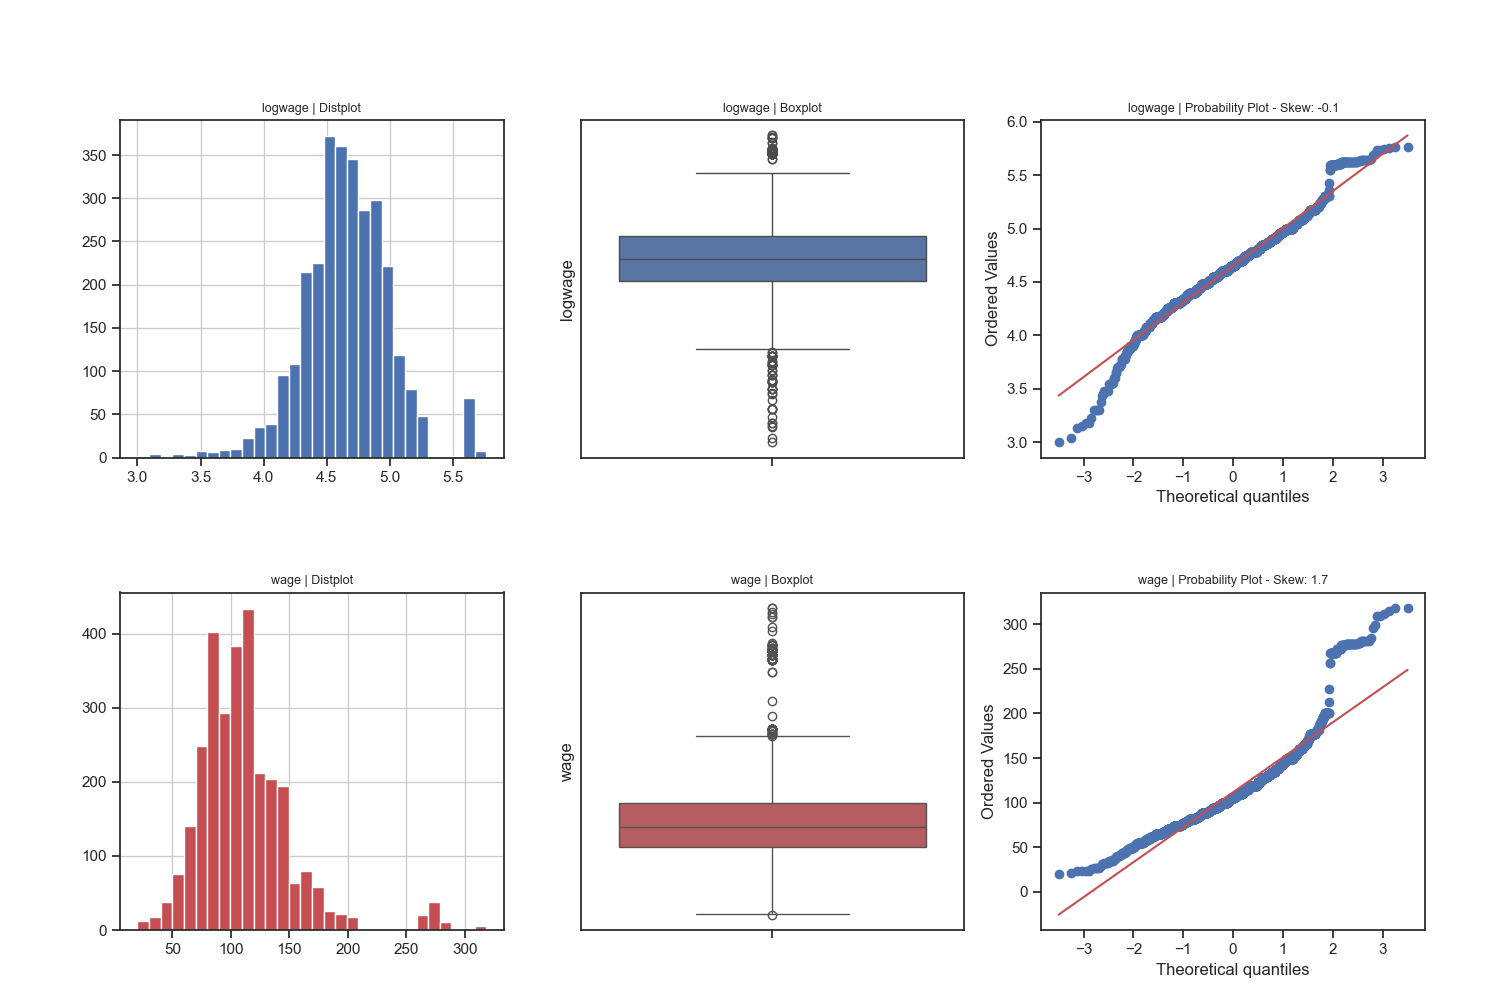 logwage | Distplot
350
300
250
200
150
100
50
0
3.0 3.5 4.0 4.5 5.0 5.5
logwage | Boxplot
logwage
logwage | Probability Plot - Skew: -0.1
Ordered Values
6.0
5.5
5.0
4.5
4.0
3.5
3.0
−3 −2 −1 0 1 2 3
Theoretical quantiles
wage | Distplot
400
300
200
100
0
50 100 150 200 250 300
wage | Boxplot
wage
wage | Probability Plot - Skew: 1.7
Ordered Values
300
250
200
150
100
50
0
−3 −2 −1 0 1 2 3
Theoretical quantiles